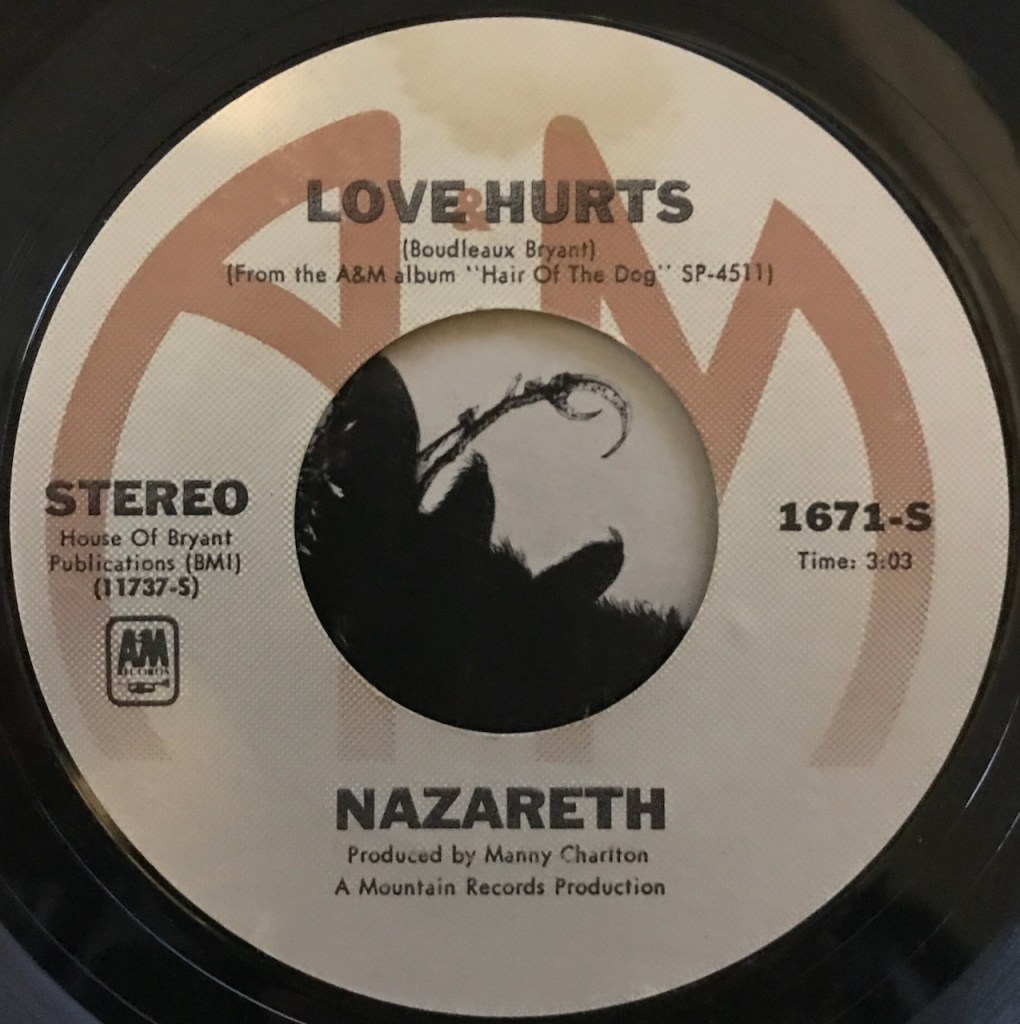 A&M
LOVE HURTS
(Boudleaux Bryant)
(From the A&M album "Hair Of The Dog" SP-4511)
STEREO
House Of Bryant
Publications (BMI)
(11737-S)
A&M
RECORDS
1671-S
Time: 3:03
NAZARETH
Produced by Manny Charlton
A Mountain Records Production